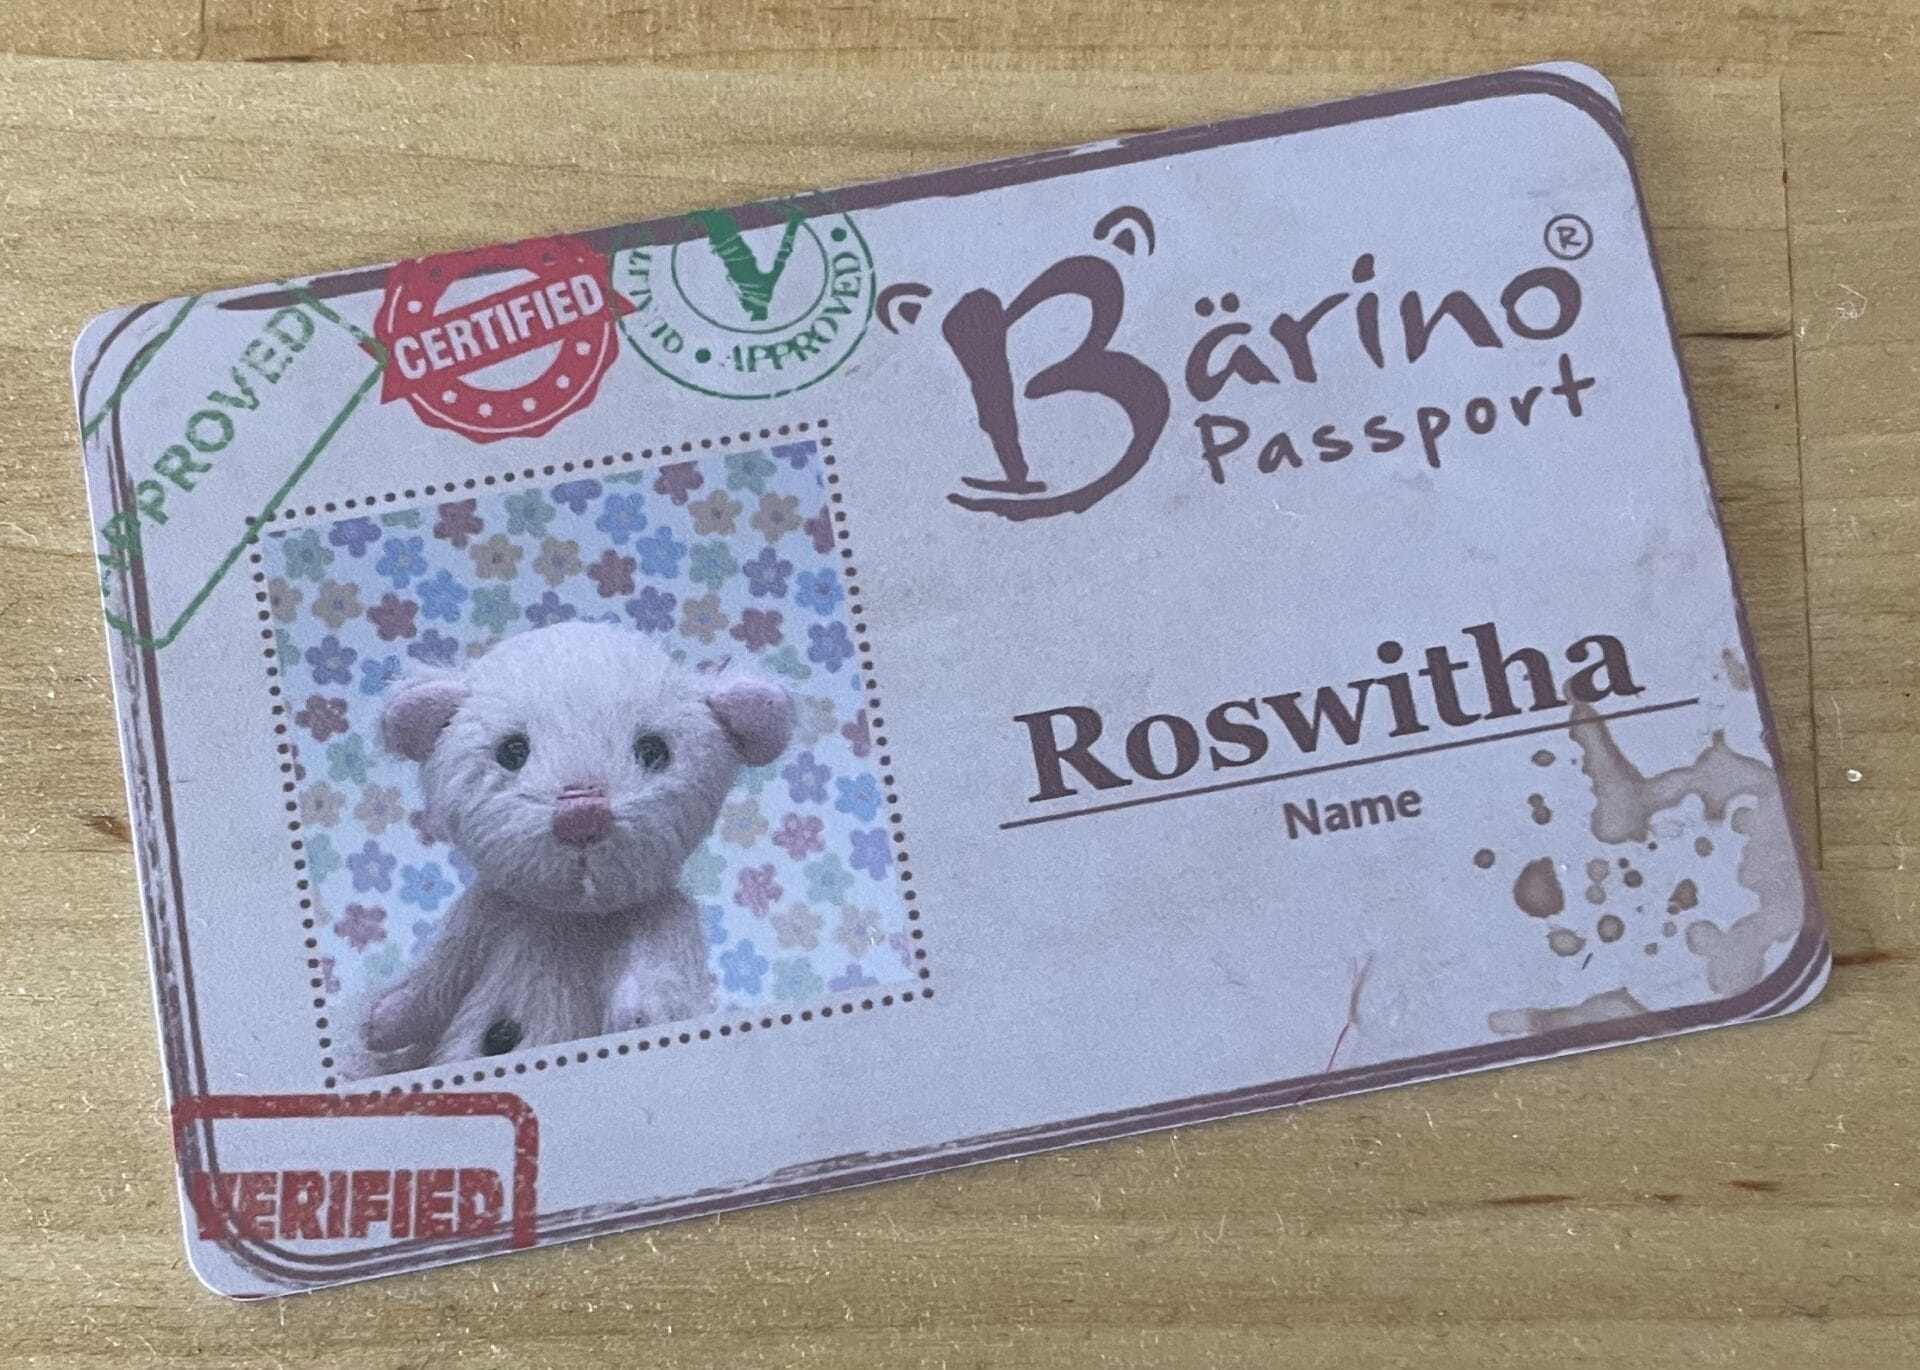 APPROVED
CERTIFIED
V
QUALITY • APPROVED •
Bärino®
Passport
Roswitha
Name
VERIFIED